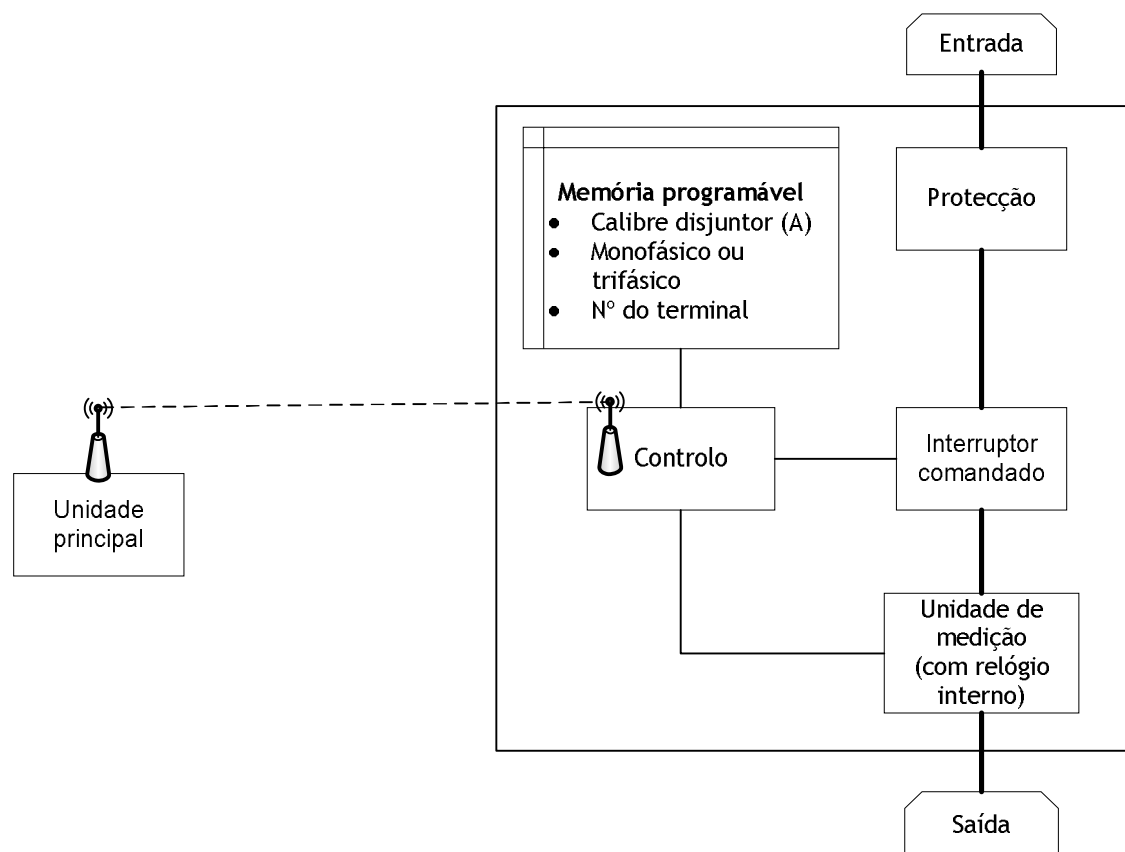 Entrada
Memória programável
● Calibre disjuntor (A)
● Monofásico ou
trifásico
● Nº do terminal
Protecção
Controlo
Interruptor
comandado
Unidade
principal
Unidade de
medição
(com relógio
interno)
Saída